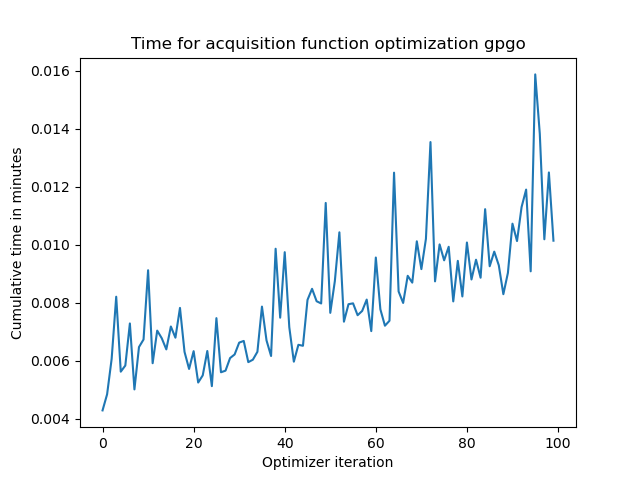 Time for acquisition function optimization gpgo
0.016
0.014
0.012
0.010
0.008
0.006
0.004
Cumulative time in minutes
0 20 40 60 80 100
Optimizer iteration